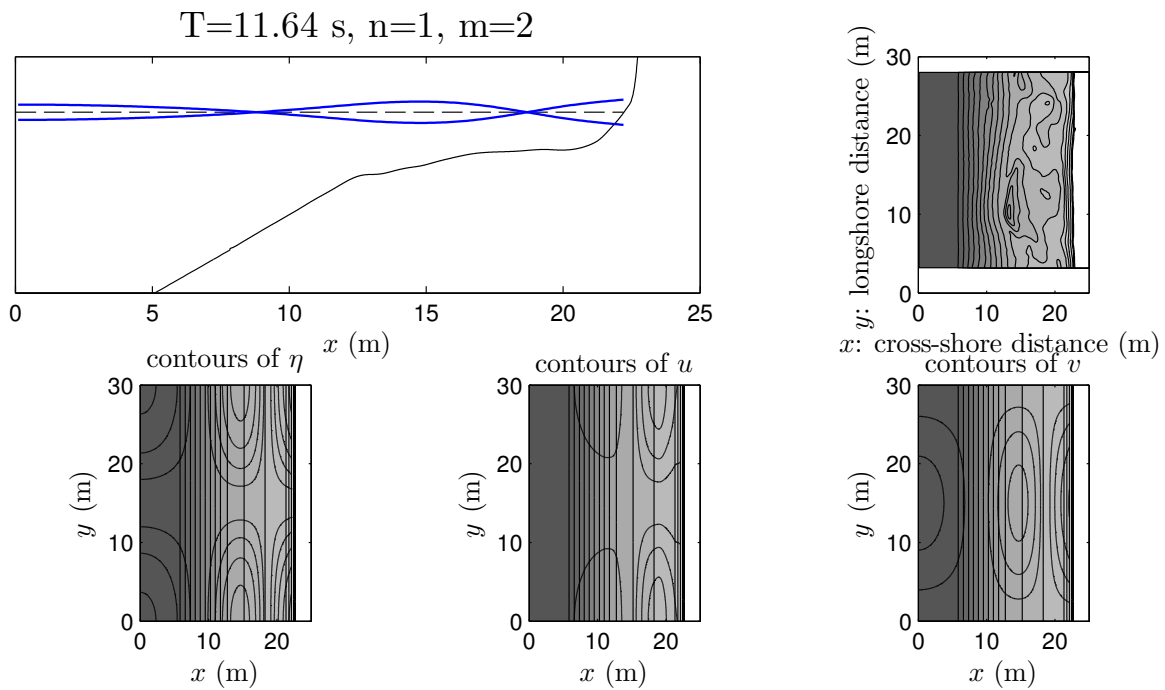 T=11.64 s, n=1, m=2
0 5 10 15 20 25
x (m)
30
20
10
0
y: longshore distance (m)
0 10 20
x: cross-shore distance (m)
contours of η
30
20
10
0
y (m)
0 10 20
x (m)
contours of u
30
20
10
0
y (m)
0 10 20
x (m)
contours of v
30
20
10
0
y (m)
0 10 20
x (m)